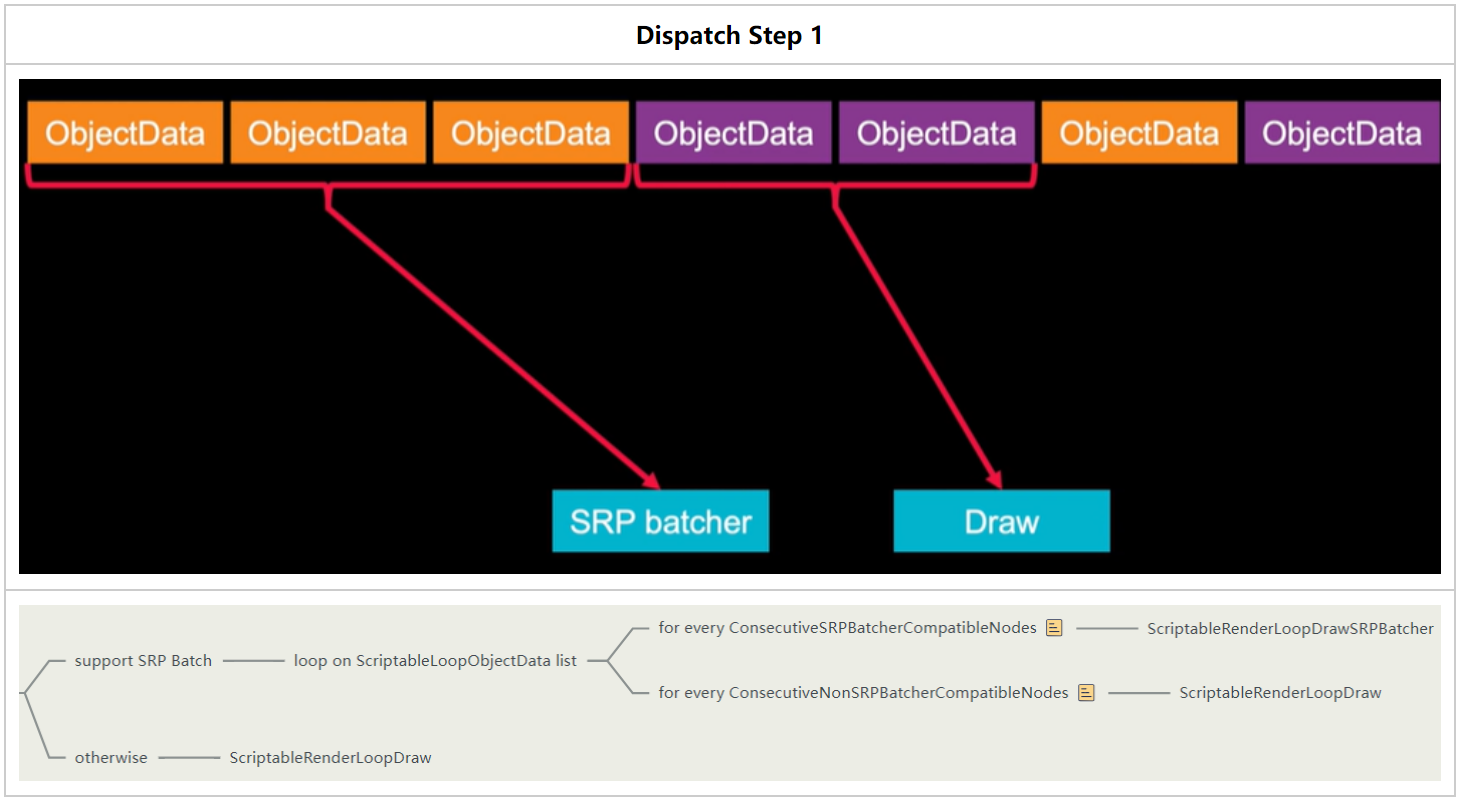 Dispatch Step 1
ObjectData ObjectData ObjectData ObjectData ObjectData ObjectData ObjectData
SRP batcher Draw
for every ConsecutiveSRPBatcherCompatibleNodes ScriptableRenderLoopDrawSRPBatcher
support SRP Batch loop on ScriptableLoopObjectData list
for every ConsecutiveNonSRPBatcherCompatibleNodes ScriptableRenderLoopDraw
otherwise ScriptableRenderLoopDraw